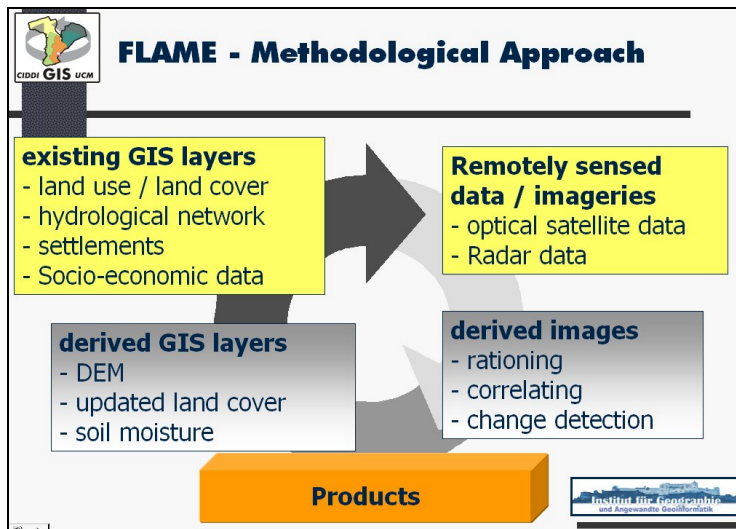 CIDDI GIS UCM
FLAME - Methodological Approach
existing GIS layers
- land use / land cover
- hydrological network
- settlements
- Socio-economic data
Remotely sensed
data / imageries
- optical satellite data
- Radar data
derived GIS layers
- DEM
- updated land cover
- soil moisture
derived images
- rationing
- correlating
- change detection
Products
Institut für Geographie
und Angewandte Geoinformatik